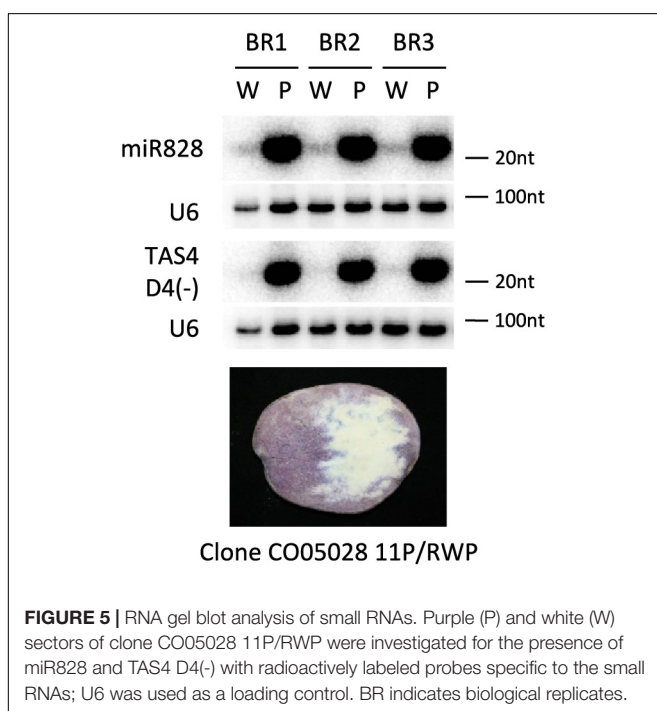 BR1 BR2 BR3
W P W P W P
miR828
20nt
100nt
U6
TAS4
D4(-)
20nt
100nt
U6
Clone CO05028 11P/RWP
FIGURE 5 | RNA gel blot analysis of small RNAs. Purple (P) and white (W)
sectors of clone CO05028 11P/RWP were investigated for the presence of
miR828 and TAS4 D4(-) with radioactively labeled probes specific to the small
RNAs; U6 was used as a loading control. BR indicates biological replicates.